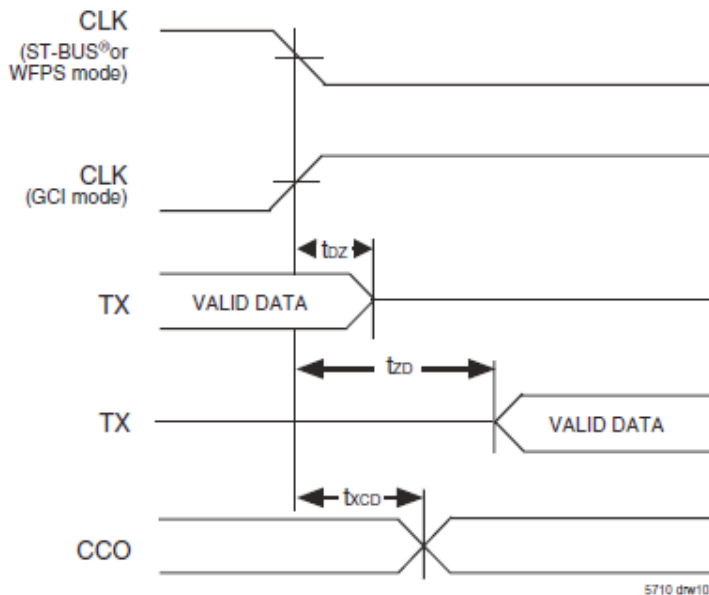 CLK
(ST-BUS®or
WFPS mode)
CLK
(GCI mode)
tDZ
TX
VALID DATA
tZD
TX
VALID DATA
tXCD
CCO
5710 drw10